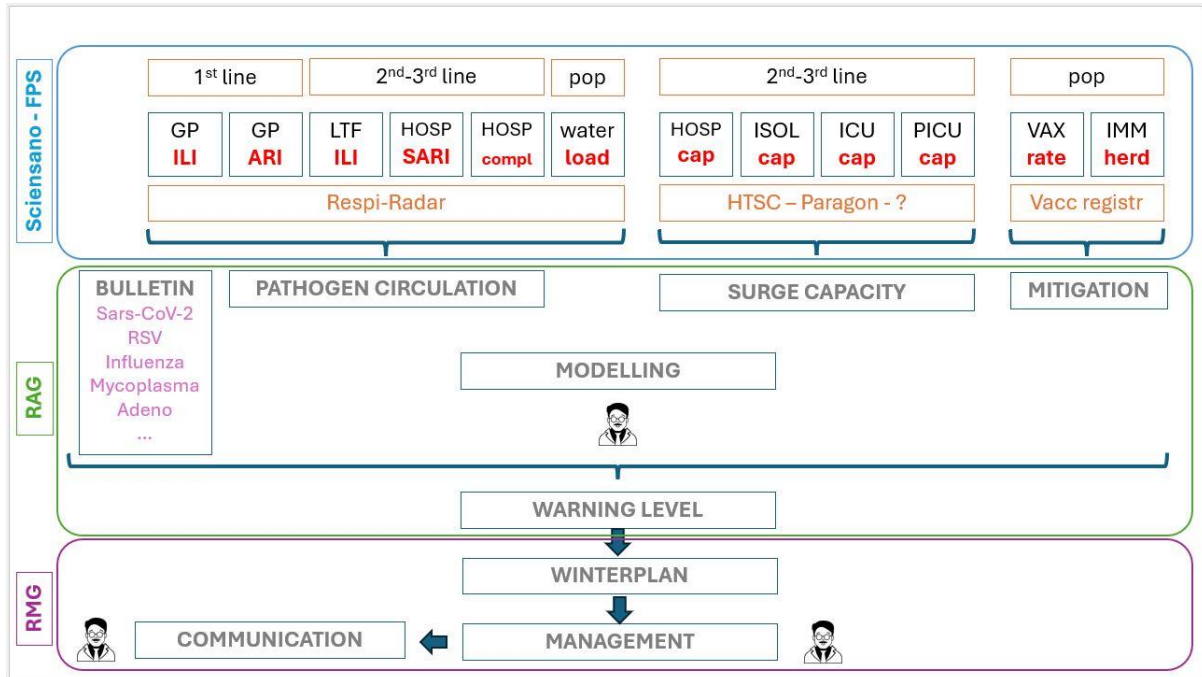 Sciensano - FPS
1st line
2nd-3rd line
pop
2nd-3rd line
pop
GP
ILI
GP
ARI
LTF
ILI
HOSP
SARI
HOSP
compl
water
load
HOSP
cap
ISOL
cap
ICU
cap
PICU
cap
VAX
rate
IMM
herd
Respi-Radar
HTSC – Paragon - ?
Vacc registr
RAG
BULLETIN
Sars-CoV-2
RSV
Influenza
Mycoplasma
Adeno
...
PATHOGEN CIRCULATION
SURGE CAPACITY
MITIGATION
MODELLING
WARNING LEVEL
RMG
WINTERPLAN
COMMUNICATION
MANAGEMENT